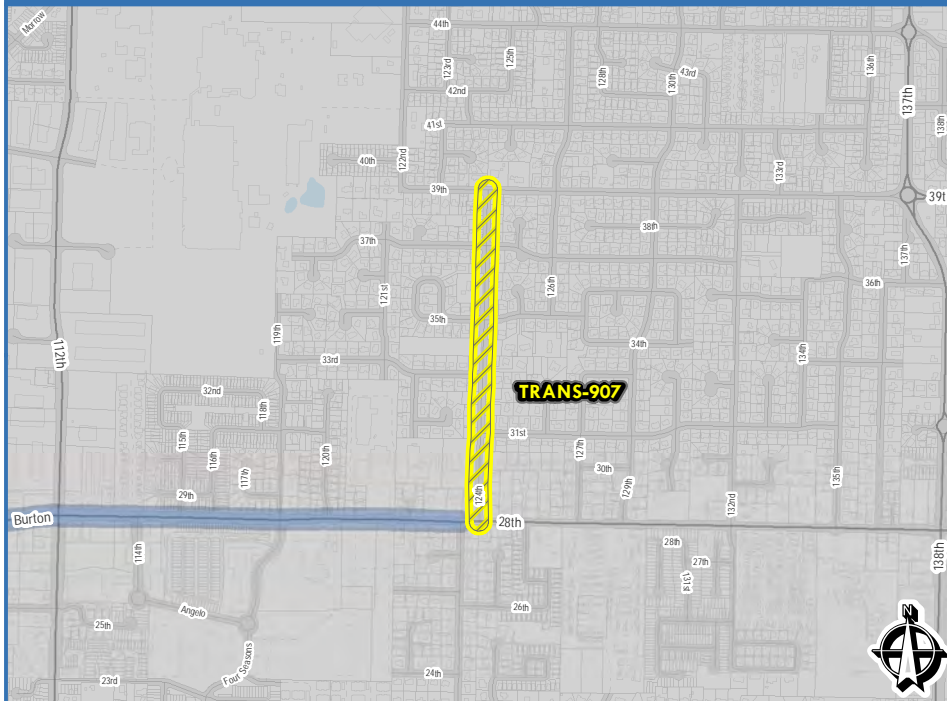 Morrow
44th
123rd
125th
42nd
128th
43rd
130th
136th
137th
138th
41st
122nd
40th
39th
133rd
39t
38th
37th
137th
126th
121st
36th
35th
119th
112th
33rd
34th
134th
32nd
118th
TRANS-907
115th
116th
117th
120th
31st
127th
30th
129th
135th
132nd
29th
124th
Burton
28th
114th
28th
27th
131st
138th
Angelo
26th
25th
Four Seasons
24th
23rd
N